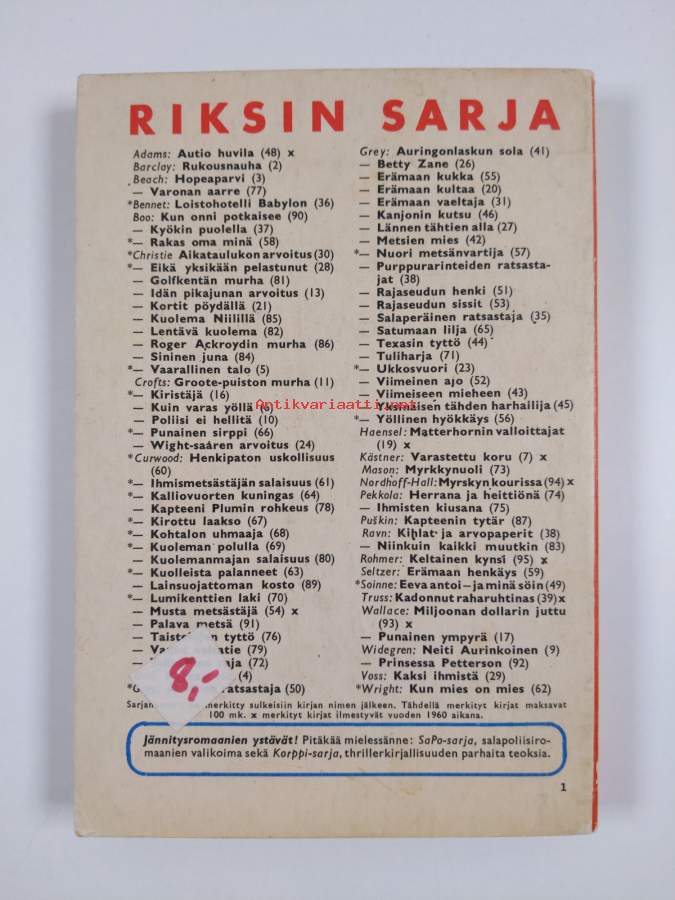 RIKSIN SARJA
Adams: Autio huvila (48) x
Barclay: Rukousnauha (2)
Beach: Hopeaparvi (3)
— Varonan aarre (77)
*Bennet: Loistohotelli Babylon (36)
Boo: Kun onni potkaisee (90)
— Kyökin puolella (37)
*— Rakas oma minä (58)
*Christie Aikataulukon arvoitus (30)
*— Eikä yksikään pelastunut (28)
— Golfkentän murha (81)
— Idän pikajunan arvoitus (13)
— Kortit pöydällä (21)
— Kuolema Niilillä (85)
— Lentävä kuolema (82)
— Roger Ackroydin murha (86)
— Sininen juna (84)
*— Vaarallinen talo (5)
Crofts: Groote-puiston murha (11)
*— Kiristäjä (16)
— Kuin varas yöllä (6)
— Poliisi ei hellitä (10)
*— Punainen sirppi (66)
— Wight-saaren arvoitus (24)
*Curwood: Henkipaton uskollisuus
(60)
*— Ihmismetsästäjän salaisuus (61)
*— Kalliovuorten kuningas (64)
— Kapteeni Plumin rohkeus (78)
*— Kirottu laakso (67)
*— Kohtalon uhmaaja (68)
*— Kuoleman polulla (69)
— Kuolemanmajan salaisuus (80)
*— Kuolleista palanneet (63)
— Lainsuojattoman kosto (89)
*— Lumikenttien laki (70)
— Musta metsästäjä (54) x
— Palava metsä (91)
— tyttö (76)
— (79)
— (72)
(4)
ratsastaja (50)
Grey: Auringonlaskun sola (41)
— Betty Zane (26)
— Erämaan kukka (55)
— Erämaan kultaa (20)
— Erämaan vaeltaja (31)
— Kanjonin kutsu (46)
— Lännen tähtien alla (27)
— Metsien mies (42)
*— Nuori metsänvartija (57)
— Purppurarinteiden ratsasta-
jat (38)
— Rajaseudun henki (51)
— Rajaseudun sissit (53)
— Salaperäinen ratsastaja (35)
— Satumaan lilja (65)
— Texasin tyttö (44)
— Tuliharja (71)
*— Ukkosvuori (23)
— Viimeinen ajo (52)
— Viimeiseen mieheen (43)
— Yksinäisen tähden harhailija (45)
*— Yöllinen hyökkäys (56)
Haensel: Matterhornin valloittajat
(19) x
Kästner: Varastettu koru (7) x
Mason: Myrkkynuoli (73)
Nordhoff-Hall: Myrskyn kourissa (94) x
Pekkola: Herrana ja heittiönä (74)
— Ihmisten kiusana (75)
Puškin: Kapteenin tytär (87)
Ravn: Kihlat ja arvopaperit (38)
— Niinkuin kaikki muutkin (83)
Rohmer: Keltainen kynsi (95) x
Seltzer: Erämaan henkäys (59)
*Soinne: Eeva antoi — ja minä söin (49)
Truss: Kadonnut raharuhtinas (39) x
Wallace: Miljoonan dollarin juttu
(93) x
— Punainen ympyrä (17)
Widegren: Neiti Aurinkoinen (9)
— Prinsessa Petterson (92)
Voss: Kaksi ihmistä (29)
*Wright: Kun mies on mies (62)
8,-
merkitty sulkeisiin kirjan nimen jälkeen. Tähdellä merkityt kirjat maksavat
100 mk. x merkityt kirjat ilmestyvät vuoden 1960 aikana.
Jännitysromaanien ystävät! Pitäkää mielessänne: SaPo-sarja, salapoliisiro-
maanien valikoima sekä Korppi-sarja, thrillerkirjallisuuden parhaita teoksia.
1